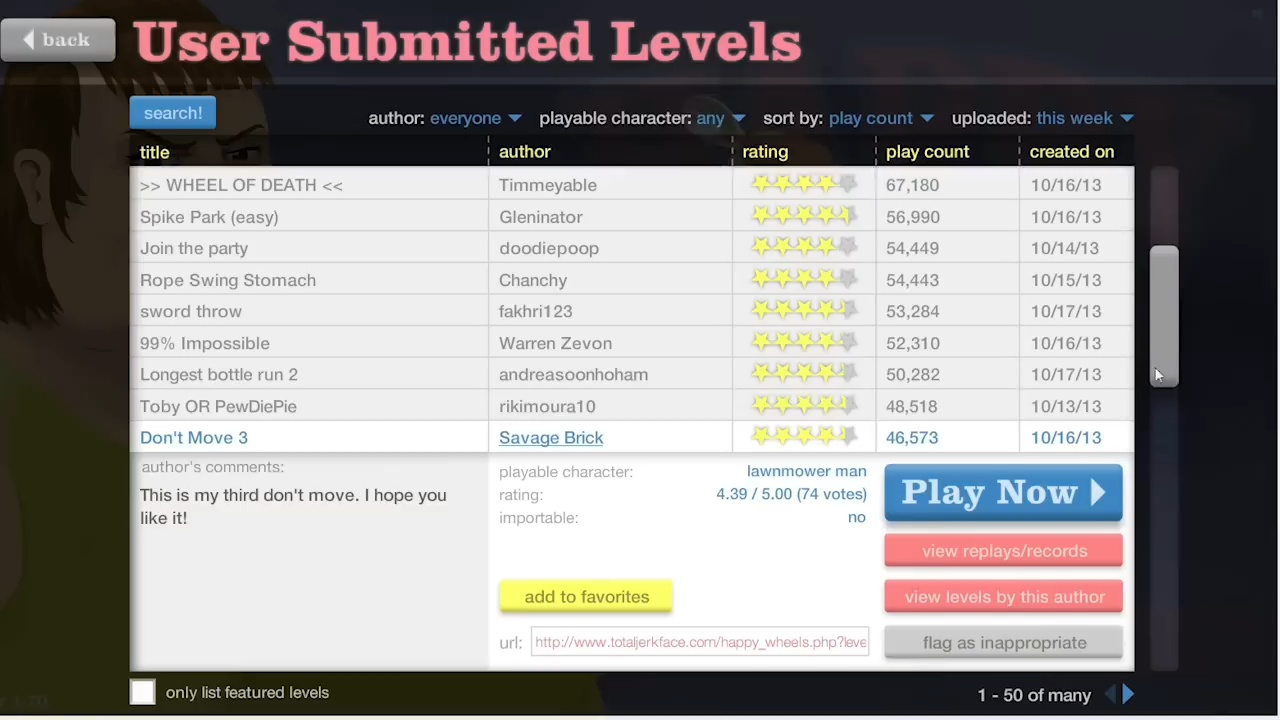 back
User Submitted Levels
search!
author: everyone playable character: any sort by: play count uploaded: this week
title author rating play count created on
>> WHEEL OF DEATH << Timmeyable 67,180 10/16/13
Spike Park (easy) Gleninator 56,990 10/16/13
Join the party doodiepoop 54,449 10/14/13
Rope Swing Stomach Chanchy 54,443 10/15/13
sword throw fakhri123 53,284 10/17/13
99% Impossible Warren Zevon 52,310 10/16/13
Longest bottle run 2 andreasoonhoham 50,282 10/17/13
Toby OR PewDiePie rikimoura10 48,518 10/13/13
Don't Move 3 Savage Brick 46,573 10/16/13
author's comments:
This is my third don't move. I hope you
like it!
playable character: lawnmower man
rating: 4.39 / 5.00 (74 votes)
importable: no
add to favorites
url: http://www.totaljerkface.com/happy_wheels.php?leve
Play Now
view replays/records
view levels by this author
flag as inappropriate
only list featured levels
1 - 50 of many